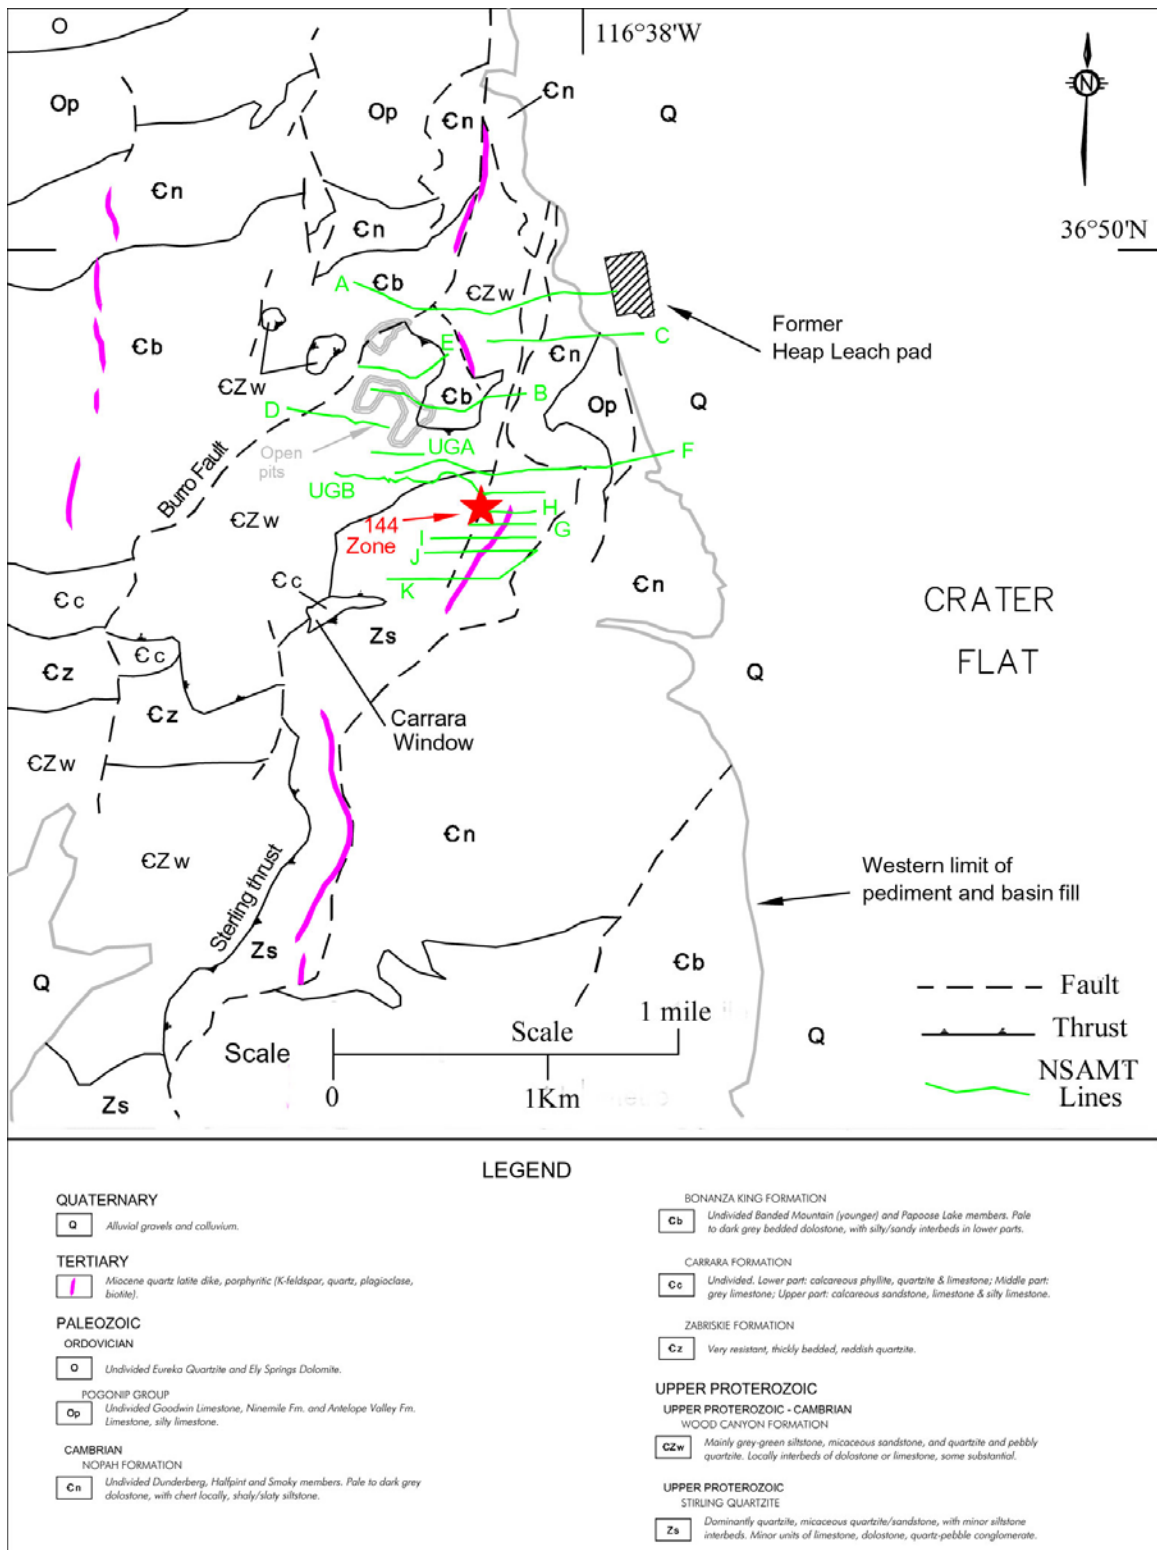 O
116°38'W
Єn
N
Op
Op
Єn
Q
Єn
36°50'N
Єn
A
Єb
ЄZw
Former
Heap Leach pad
C
Єb
E
Єn
ЄZw
Єb
B
Op
Q
D
Open
pits
UGA
F
Burro Fault
UGB
ЄZw
H
144
Zone
G
I
J
Єc
K
Єn
CRATER
FLAT
Єc
Zs
Єc
Єz
Q
Єz
Carrara
Window
ЄZw
Єn
ЄZw
Western limit of
pediment and basin fill
Sterling thrust
Zs
Єb
Q
Fault
1 mile
Scale
Thrust
Q
Scale
NSAMT
Lines
0
1Km
Zs
LEGEND
QUATERNARY
Q
Alluvial gravels and colluvium.
TERTIARY
Miocene quartz latite dike, porphyritic (K-feldspar, quartz, plagioclase,
biotite).
PALEOZOIC
ORDOVICIAN
O
Undivided Eureka Quartzite and Ely Springs Dolomite.
POGONIP GROUP
Op
Undivided Goodwin Limestone, Ninemile Fm. and Antelope Valley Fm.
Limestone, silty limestone.
CAMBRIAN
NOPAH FORMATION
Єn
Undivided Dunderberg, Halfpint and Smoky members. Pale to dark grey
dolostone, with chert locally, shaly/slaty siltstone.
BONANZA KING FORMATION
Єb
Undivided Banded Mountain (younger) and Papoose Lake members. Pale
to dark grey bedded dolostone, with silty/sandy interbeds in lower parts.
CARRARA FORMATION
Єc
Undivided. Lower part: calcareous phyllite, quartzite & limestone; Middle part:
grey limestone; Upper part: calcareous sandstone, limestone & silty limestone.
ZABRISKIE FORMATION
Єz
Very resistant, thickly bedded, reddish quartzite.
UPPER PROTEROZOIC
UPPER PROTEROZOIC - CAMBRIAN
WOOD CANYON FORMATION
ЄZw
Mainly grey-green siltstone, micaceous sandstone, and quartzite and pebbly
quartzite. Locally interbeds of dolostone or limestone, some substantial.
UPPER PROTEROZOIC
STIRLING QUARTZITE
Zs
Dominantly quartzite, micaceous quartzite/sandstone, with minor siltstone
interbeds. Minor units of limestone, dolostone, quartz-pebble conglomerate.